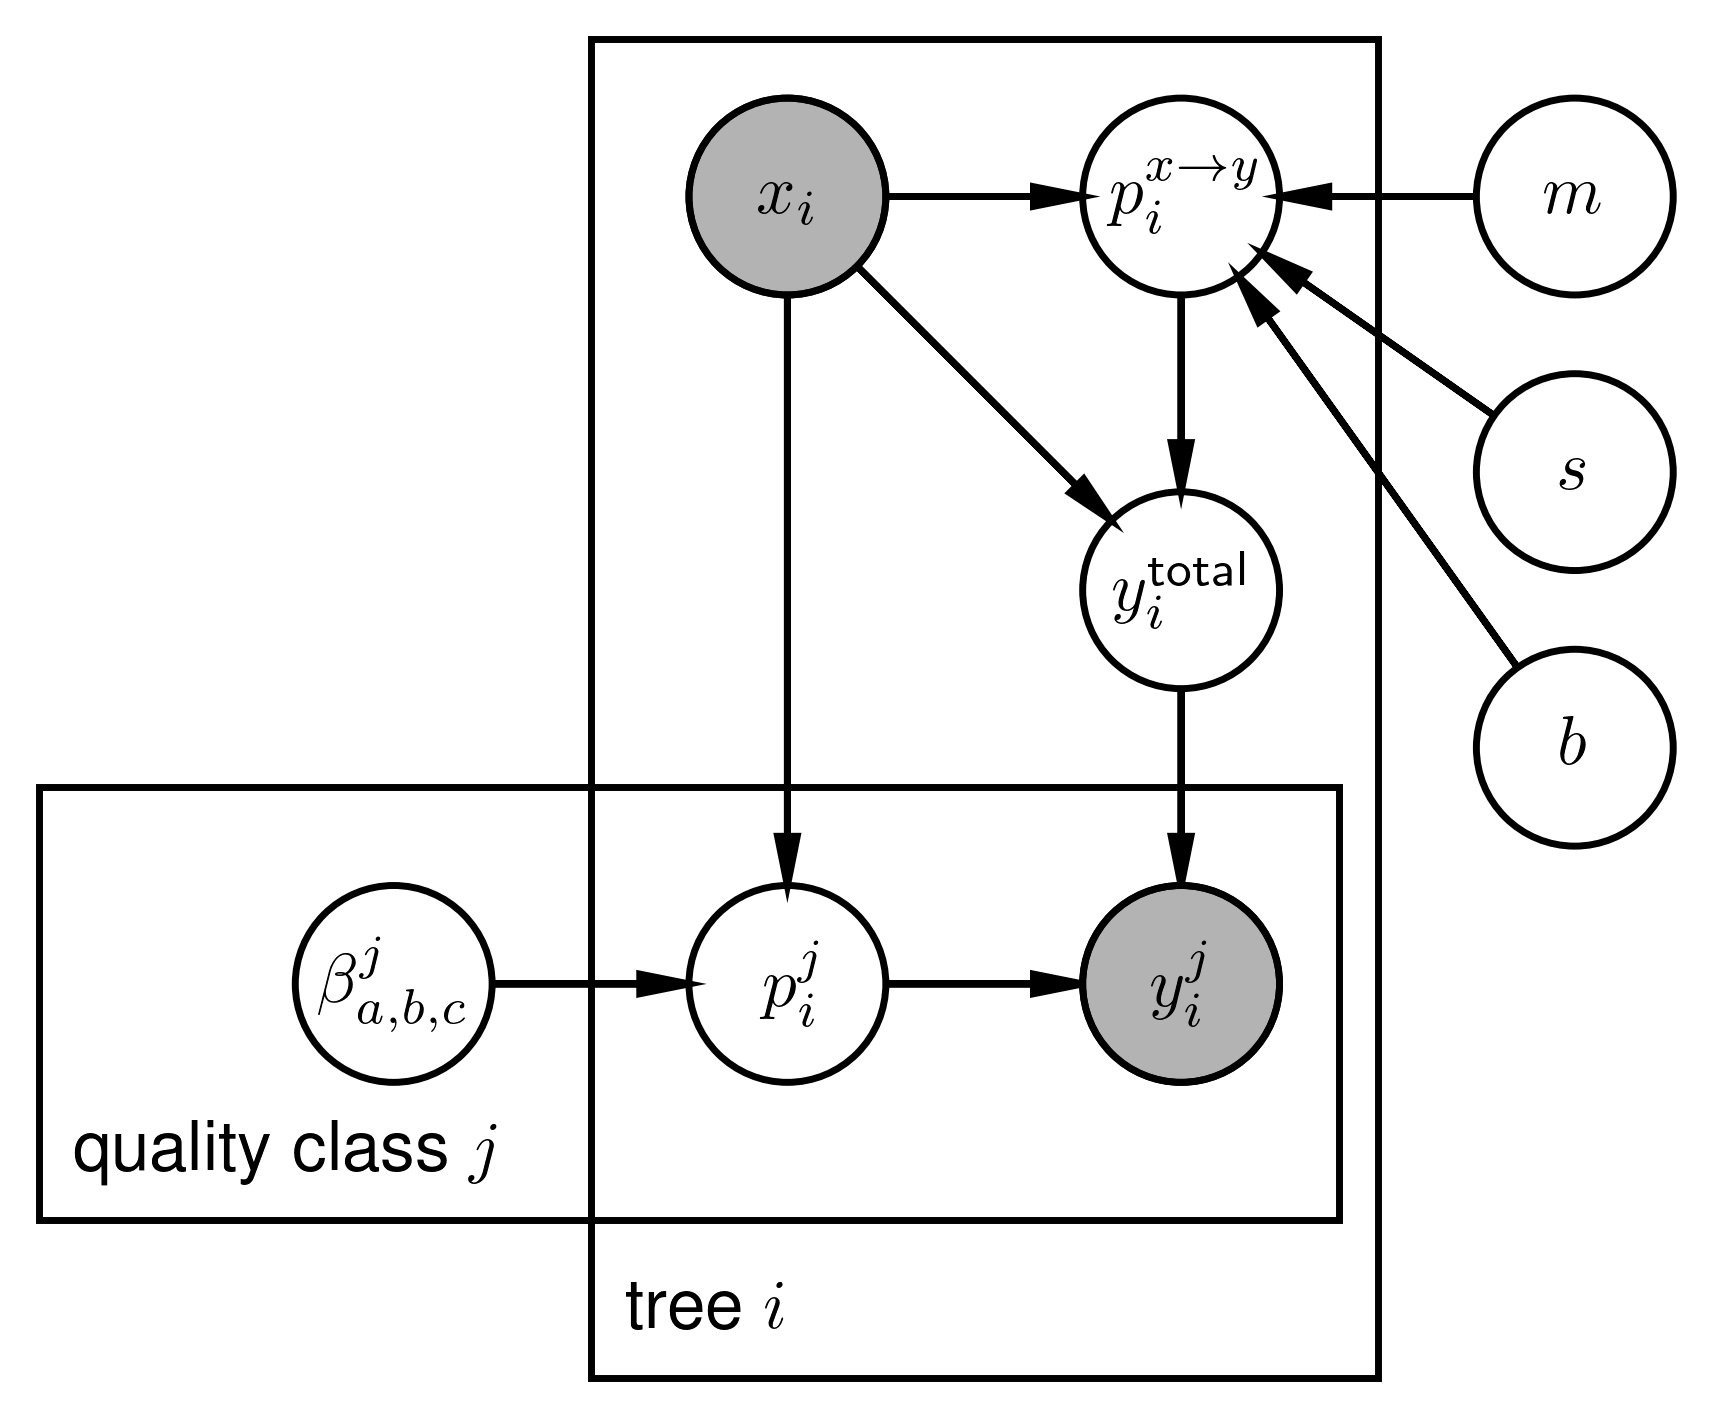 $x_i$
$p_i^{x \to y}$
$m$
$s$
$y_i^{\text{total}}$
$b$
$\beta_{a,b,c}^{j}$
$p_i^{j}$
$y_i^{j}$
quality class $j$
tree $i$